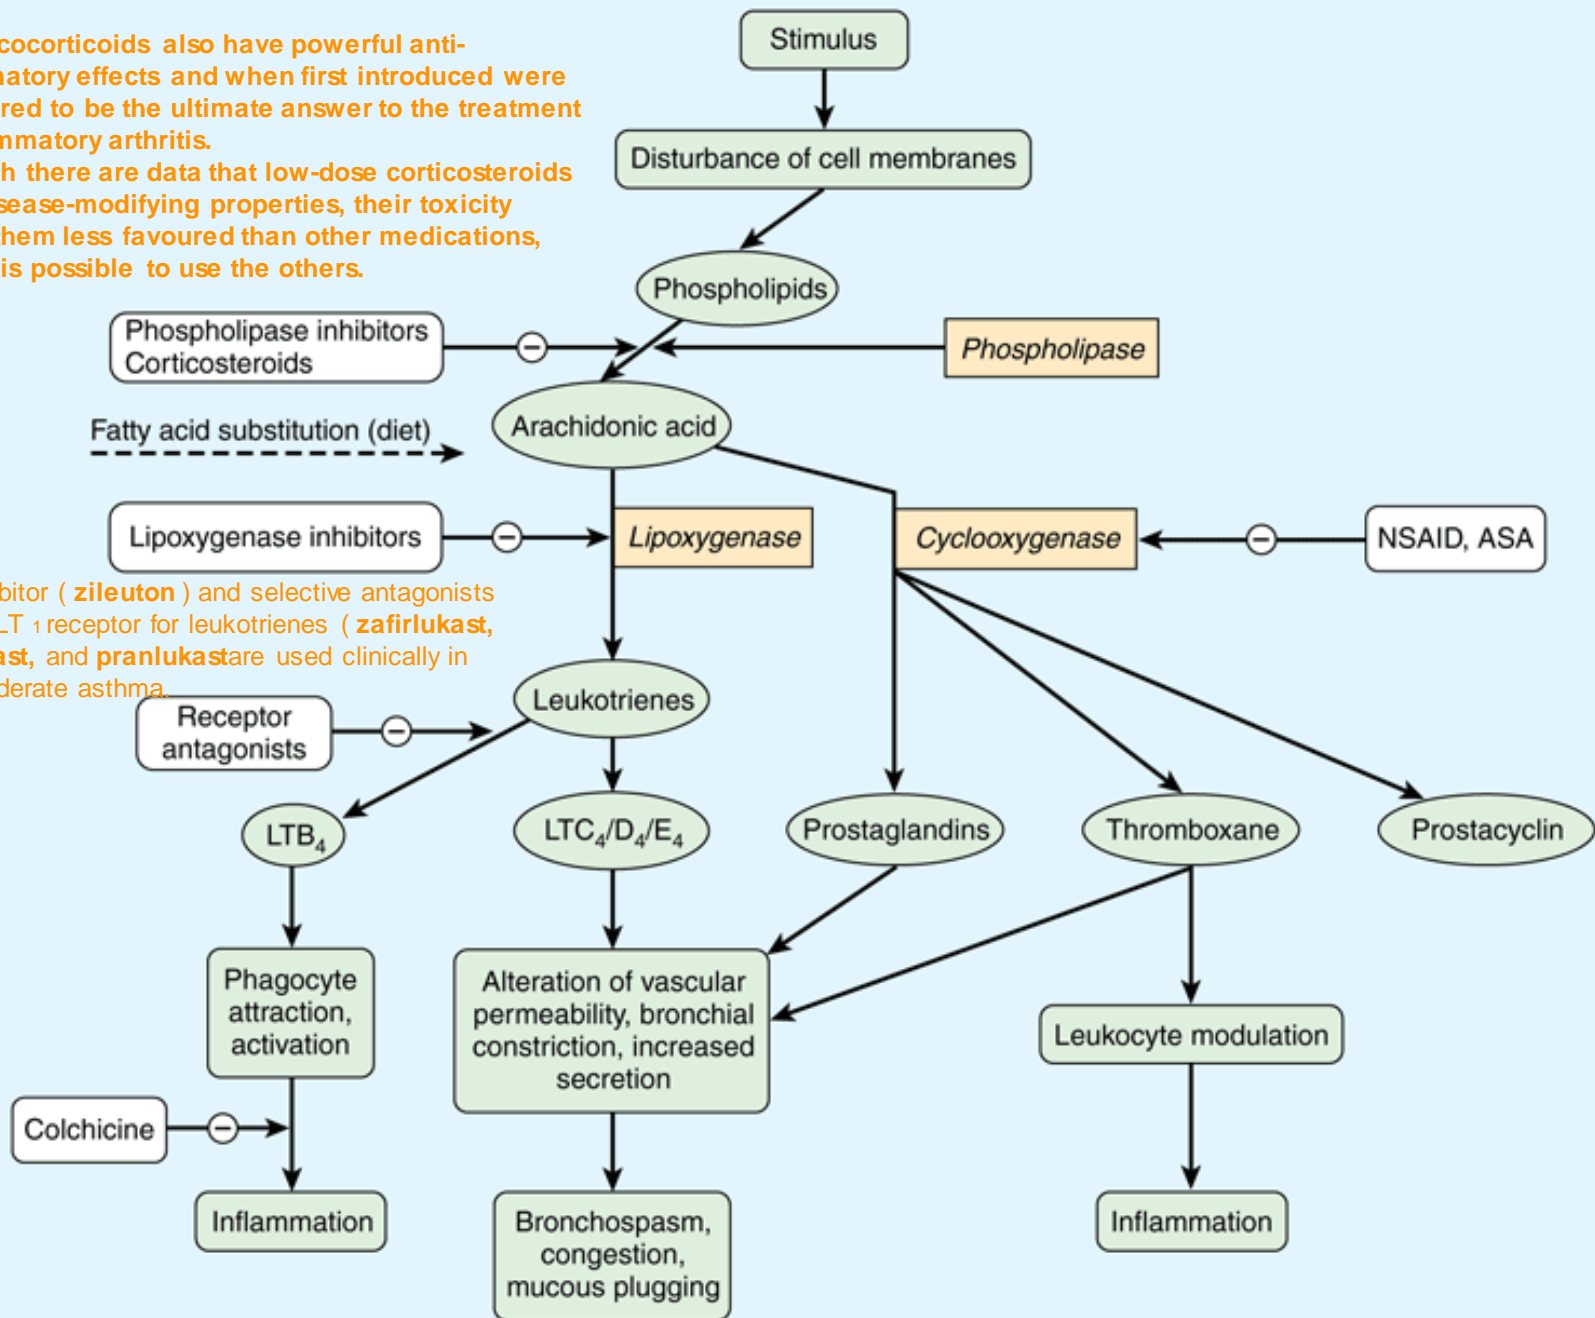 Stimulus
cocorticoids also have powerful anti-
natory effects and when first introduced were
red to be the ultimate answer to the treatment
mmatory arthritis.
h there are data that low-dose corticosteroids
sease-modifying properties, their toxicity
them less favoured than other medications,
is possible to use the others.
Disturbance of cell membranes
Phospholipids
Phospholipase inhibitors
Corticosteroids
−
Phospholipase
Fatty acid substitution (diet)
Arachidonic acid
Lipoxygenase inhibitors
−
Lipoxygenase
Cyclooxygenase
−
NSAID, ASA
bitor ( zileuton ) and selective antagonists
LT 1 receptor for leukotrienes ( zafirlukast,
ast, and pranlukastare used clinically in
derate asthma.
Receptor
antagonists
−
Leukotrienes
LTB4
LTC4/D4/E4
Prostaglandins
Thromboxane
Prostacyclin
Phagocyte
attraction,
activation
Alteration of vascular
permeability, bronchial
constriction, increased
secretion
Leukocyte modulation
Colchicine
−
Inflammation
Bronchospasm,
congestion,
mucous plugging
Inflammation